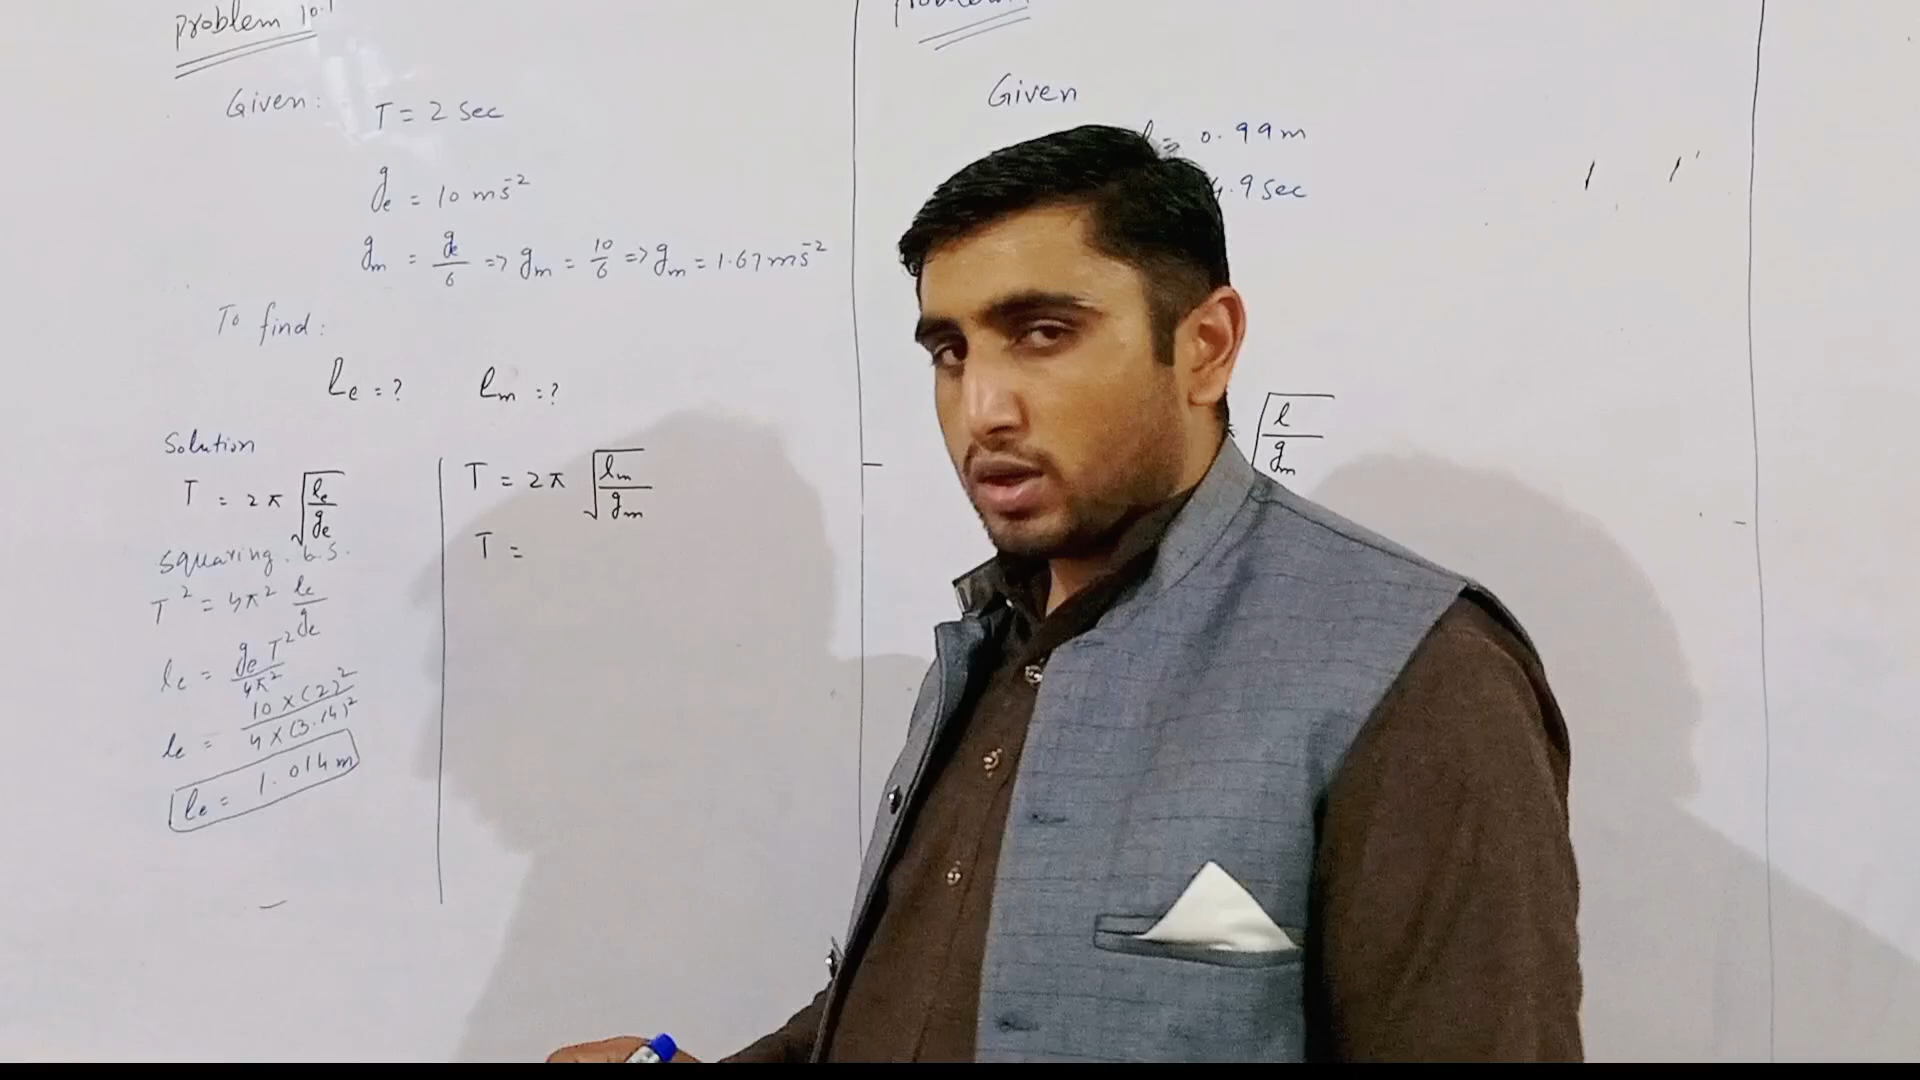 Problem 10.1
Given:
T = 2 sec
gₑ = 10 ms⁻²
gₘ = gₑ/6 => gₘ = 10/6 => gₘ = 1.67 ms⁻²
To find:
lₑ = ? lₘ = ?
Solution
T = 2π √(lₑ/gₑ)
squaring. b.S.
T² = 4π² lₑ/gₑ
lₑ = gₑ T²/4π²
lₑ = 10 × (2)²/4 × (3.14)²
lₑ = 1.014 m
T = 2π √(lₘ/gₘ)
T =
Given
= 0.99 m
.9 sec
√(l/gₘ)